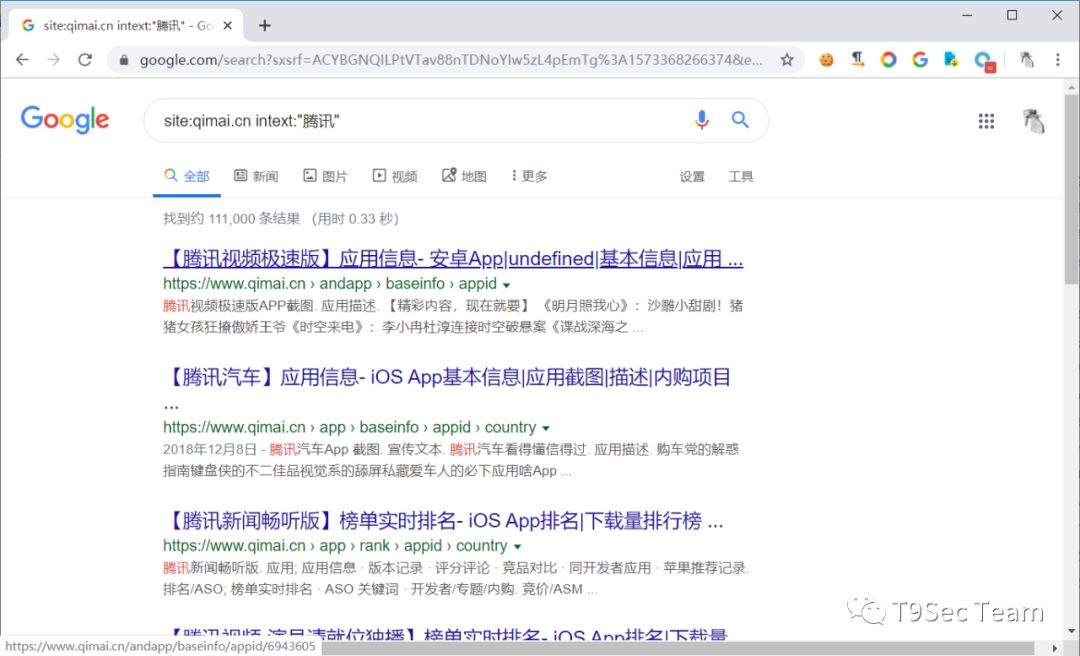 site:qimai.cn intext:"腾讯" - Go
google.com/search?sxsrf=ACYBGNQILPtVTav88nTDNoYlw5zL4pEmTg%3A1573368266374&e...
Google
site:qimai.cn intext:"腾讯"
全部 新闻 图片 视频 地图 更多 设置 工具
找到约 111,000 条结果 （用时 0.33 秒）
【腾讯视频极速版】应用信息- 安卓App|undefined|基本信息|应用 ...
https://www.qimai.cn › andapp › baseinfo › appid
腾讯视频极速版APP截图. 应用描述. 【精彩内容，现在就要】 《明月照我心》：沙雕小甜剧！猪
猪女孩狂撩傲娇王爷《时空来电》：李小冉杜淳连接时空破悬案《谍战深海之 ...
【腾讯汽车】应用信息- iOS App基本信息|应用截图|描述|内购项目
...
https://www.qimai.cn › app › baseinfo › appid › country
2018年12月8日 - 腾讯汽车App 截图. 宣传文本. 腾讯汽车看得懂信得过. 应用描述. 购车党的解惑
指南键盘侠的不二佳品视觉系的舔屏私藏爱车人的必下应用啥App ...
【腾讯新闻畅听版】榜单实时排名- iOS App排名|下载量排行榜 ...
https://www.qimai.cn › app › rank › appid › country
腾讯新闻畅听版. 应用; 应用信息 · 版本记录 · 评分评论 · 竞品对比 · 同开发者应用 · 苹果推荐记录.
排名/ASO; 榜单实时排名 · ASO 关键词 · 开发者/专题/内购. 竞价/ASM ...
【腾讯视频-演员请就位独播】榜单实时排名- iOS App排名|下载量
T9Sec Team
https://www.qimai.cn/andapp/baseinfo/appid/6943605